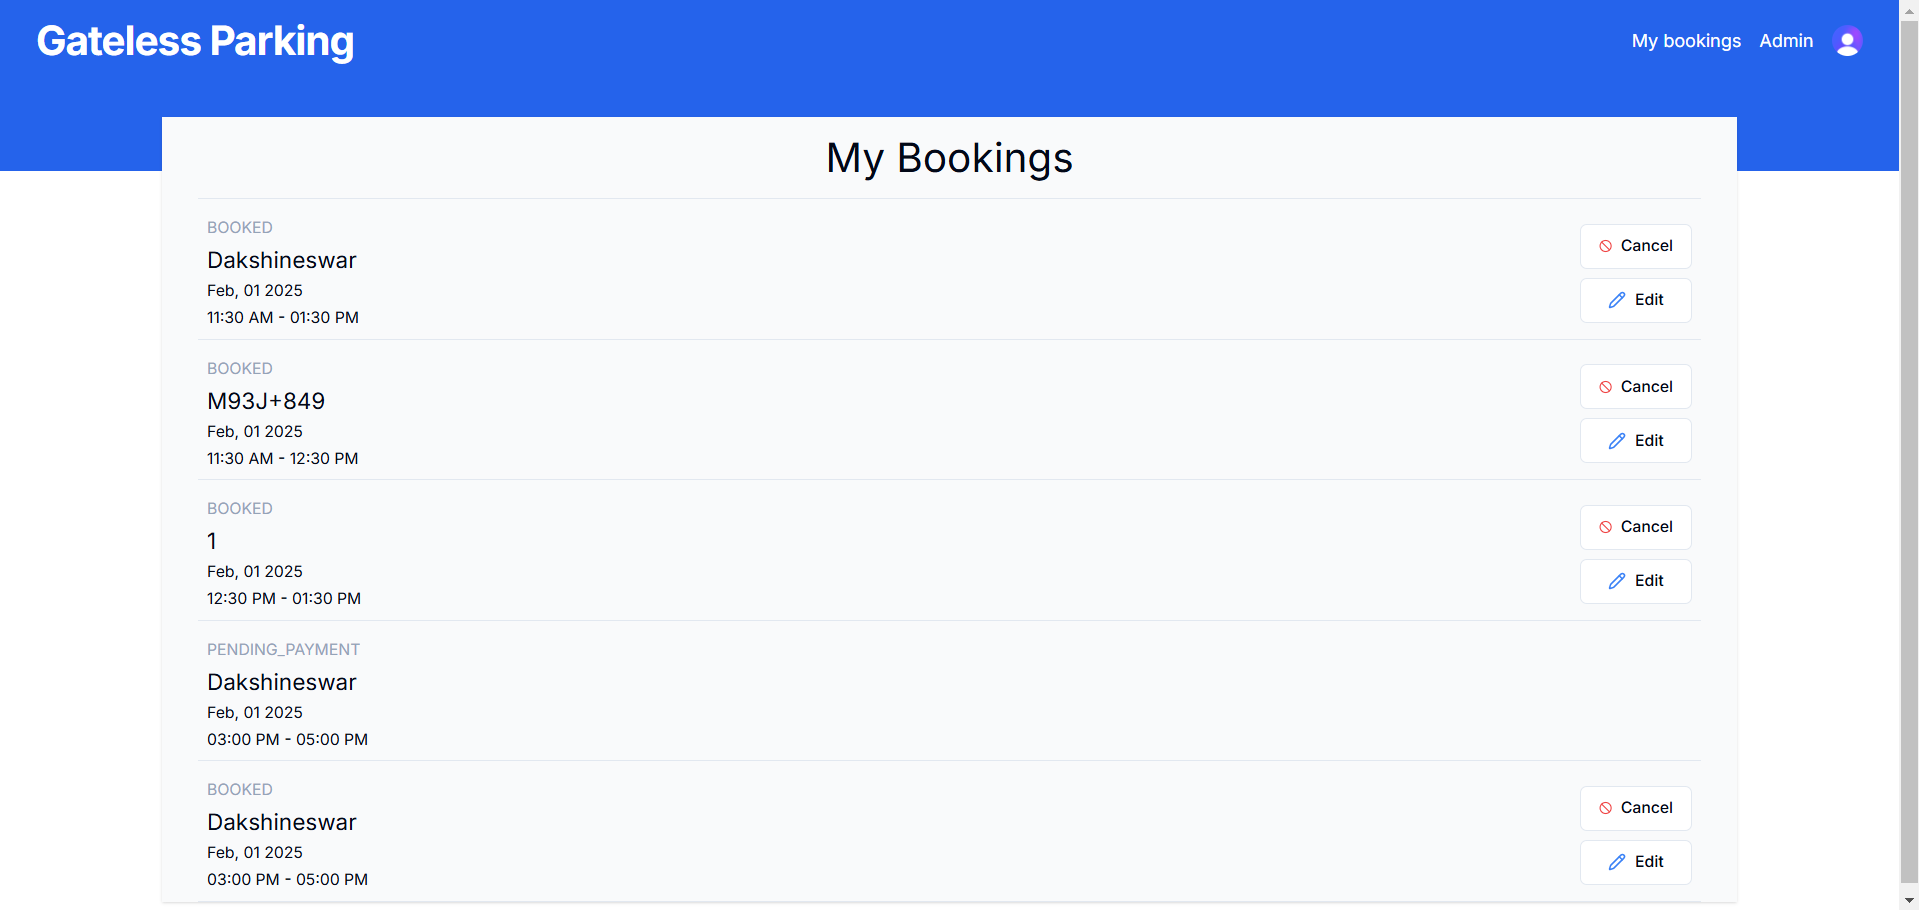 Gateless Parking
My bookings Admin
My Bookings
BOOKED
Dakshineswar
Feb, 01 2025
11:30 AM - 01:30 PM
Cancel
Edit
BOOKED
M93J+849
Feb, 01 2025
11:30 AM - 12:30 PM
Cancel
Edit
BOOKED
1
Feb, 01 2025
12:30 PM - 01:30 PM
Cancel
Edit
PENDING_PAYMENT
Dakshineswar
Feb, 01 2025
03:00 PM - 05:00 PM
BOOKED
Dakshineswar
Feb, 01 2025
03:00 PM - 05:00 PM
Cancel
Edit